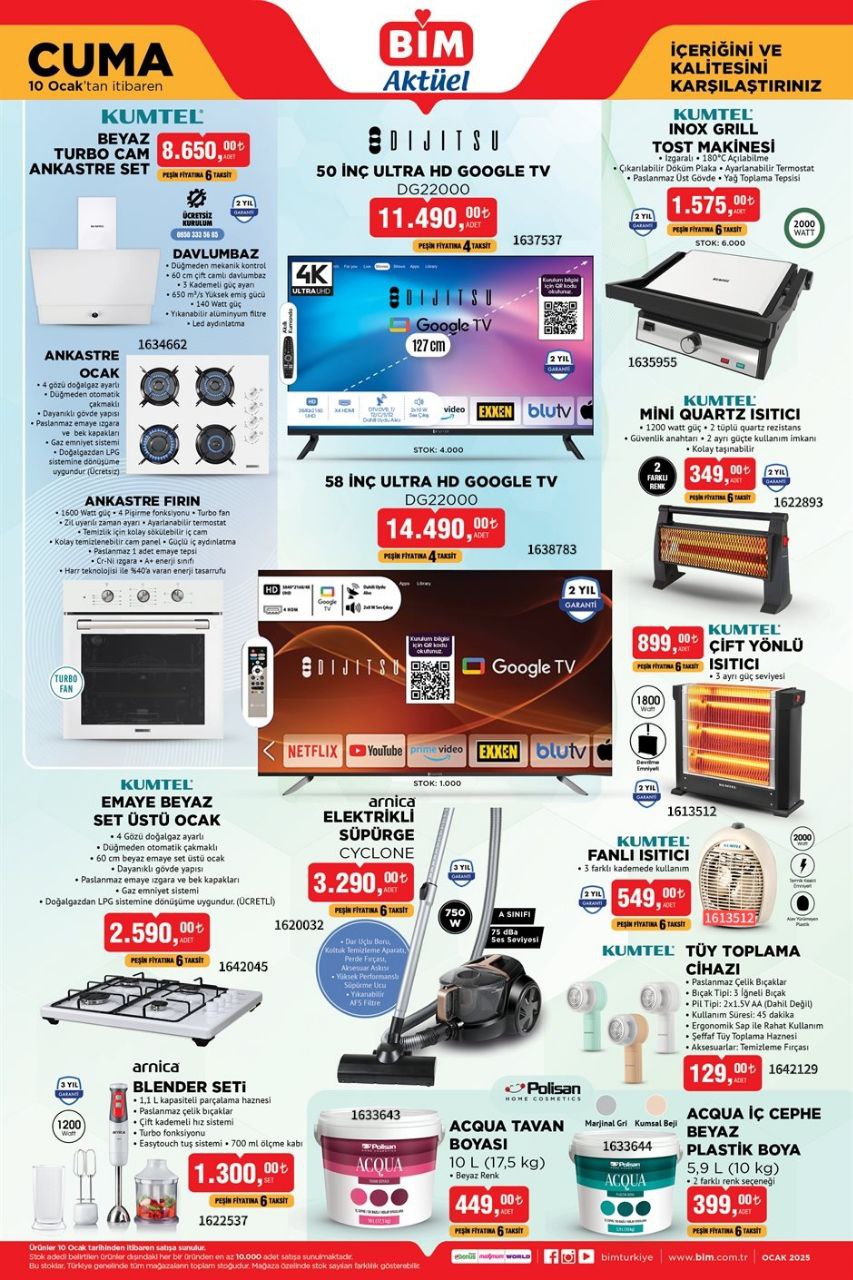 CUMA
10 Ocak'tan itibaren
BİM
Aktüel
İÇERİĞİNİ VE
KALİTESİNİ
KARŞILAŞTIRINIZ
KUMTEL
BEYAZ
TURBO CAM
ANKASTRE SET
8.650,00₺
ADET
PEŞİN FİYATINA 6 TAKSİT
ÜCRETSİZ
KURULUM
0850 333 56 85
2 YIL
GARANTİ
DAVLUMBAZ
• Düğmeden mekanik kontrol
• 60 cm çift camlı davlumbaz
• 3 Kademeli güç ayarı
• 650 m³/s Yüksek emiş gücü
• 140 Watt güç
• Yıkanabilir alüminyum filtre
• Led aydınlatma
1634662
ANKASTRE
OCAK
• 4 gözü doğalgaz ayarlı
• Düğmeden otomatik
çakmaklı
• Dayanıklı gövde yapısı
• Paslanmaz emaye ızgara
ve bek kapakları
• Gaz emniyet sistemi
• Doğalgazdan LPG
sistemine dönüşüme
uygundur (Ücretsiz)
ANKASTRE FIRIN
• 1600 Watt güç • 4 Pişirme fonksiyonu • Turbo fan
• Zil uyarılı zaman ayarı • Ayarlanabilir termostat
• Temizlik için kolay sökülebilir iç cam
• Kolay temizlenebilir cam panel • Güçlü iç aydınlatma
• Paslanmaz 1 adet emaye tepsi
• Cr-Ni ızgara • A+ enerji sınıfı
• Harr teknolojisi ile %40'a varan enerji tasarrufu
TURBO
FAN
DIJITSU
50 İNÇ ULTRA HD GOOGLE TV
DG22000
11.490,00₺
ADET
PEŞİN FİYATINA 4 TAKSİT
1637537
4K
ULTRA UHD
Akıllı Kumanda
DIJITSU
Google TV
127 cm
Kurulum bilgisi
için QR kodu
okutunuz.
2 YIL
GARANTİ
prime video
EXXEN
blutv
STOK: 4.000
58 İNÇ ULTRA HD GOOGLE TV
DG22000
14.490,00₺
ADET
PEŞİN FİYATINA 4 TAKSİT
1638783
HD
4 HDMI
Google TV
Dahili Uydu
Alıcı
Apps Library
2 YIL
GARANTİ
Kurulum bilgisi
için QR kodu
okutunuz.
DIJITSU
Google TV
NETFLIX
YouTube
prime video
EXXEN
blutv
STOK: 1.000
KUMTEL
INOX GRILL
TOST MAKİNESİ
• Izgaralı • 180°C Açılabilme
• Çıkarılabilir Döküm Plaka • Ayarlanabilir Termostat
• Paslanmaz Üst Gövde • Yağ Toplama Tepsisi
2 YIL
GARANTİ
1.575,00₺
ADET
PEŞİN FİYATINA 6 TAKSİT
STOK: 6.000
2000
WATT
1635955
KUMTEL
MİNİ QUARTZ ISITICI
• 1200 watt güç • 2 tüplü quartz rezistans
• Güvenlik anahtarı • 2 ayrı güçte kullanım imkanı
• Kolay taşınabilir
2
FARKLI
RENK
349,00₺
ADET
PEŞİN FİYATINA 6 TAKSİT
2 YIL
GARANTİ
1622893
899,00₺
ADET
PEŞİN FİYATINA 6 TAKSİT
KUMTEL
ÇİFT YÖNLÜ
ISITICI
• 3 ayrı güç seviyesi
1800
Watt
Devrilme
Emniyeti
2 YIL
GARANTİ
1613512
KUMTEL
EMAYE BEYAZ
SET ÜSTÜ OCAK
• 4 Gözü doğalgaz ayarlı
• Düğmeden otomatik çakmaklı
• 60 cm beyaz emaye set üstü ocak
• Dayanıklı gövde yapısı
• Paslanmaz emaye ızgara ve bek kapakları
• Gaz emniyet sistemi
• Doğalgazdan LPG sistemine dönüşüme uygundur. (ÜCRETLİ)
2.590,00₺
ADET
PEŞİN FİYATINA 6 TAKSİT
1642045
arnica
ELEKTRİKLİ
SÜPÜRGE
CYCLONE
3.290,00₺
ADET
PEŞİN FİYATINA 6 TAKSİT
3 YIL
GARANTİ
1620032
750
W
A SINIFI
75 dBa
Ses Seviyesi
• Dar Uçlu Boru,
Koltuk Temizleme Aparatı,
Perde Fırçası,
Aksesuar Askısı
• Yüksek Performanslı
Süpürme Ucu
• Yıkanabilir
AFS Filtre
KUMTEL
FANLI ISITICI
• 3 farklı kademede kullanım
2 YIL
GARANTİ
549,00₺
ADET
PEŞİN FİYATINA 6 TAKSİT
KUMTEL
1613512
2000
Watt
Alev Yürümeyen
Plastik
KUMTEL
TÜY TOPLAMA
CİHAZI
• Paslanmaz Çelik Bıçaklar
• Bıçak Tipi: 3 İğneli Bıçak
• Pil Tipi: 2x1.5V AA (Dahil Değil)
• Kullanım Süresi: 45 dakika
• Ergonomik Sap ile Rahat Kullanım
• Şeffaf Tüy Toplama Haznesi
• Aksesuarlar: Temizleme Fırçası
129,00₺
ADET
1642129
arnica
BLENDER SETİ
3 YIL
GARANTİ
• 1,1 L kapasiteli parçalama haznesi
• Paslanmaz çelik bıçaklar
• Çift kademeli hız sistemi
• Turbo fonksiyonu
• Easytouch tuş sistemi • 700 ml ölçme kabı
1200
Watt
1.300,00₺
SET
PEŞİN FİYATINA 6 TAKSİT
1622537
Polisan
HOME COSMETICS
1633643
Polisan
ACQUA
ACQUA TAVAN
BOYASI
10 L (17,5 kg)
• Beyaz Renk
449,00₺
ADET
PEŞİN FİYATINA 6 TAKSİT
Marjinal Gri
Kumsal Beji
1633644
Polisan
ACQUA
ACQUA İÇ CEPHE
BEYAZ
PLASTİK BOYA
5,9 L (10 kg)
• 2 farklı renk seçeneği
399,00₺
ADET
PEŞİN FİYATINA 6 TAKSİT
Ürünler 10 Ocak tarihinden itibaren satışa sunulur.
Stok adedi belirtilen ürünler dışındaki her bir üründen en az 10.000 adet satışa sunulmaktadır.
Bu stoklar, Türkiye genelinde tüm mağazaların toplam stoğudur. Mağaza özelinde stok sayıları farklılık gösterebilir.
bonus maximum WORLD
bimturkiye
www.bim.com.tr
OCAK 2025